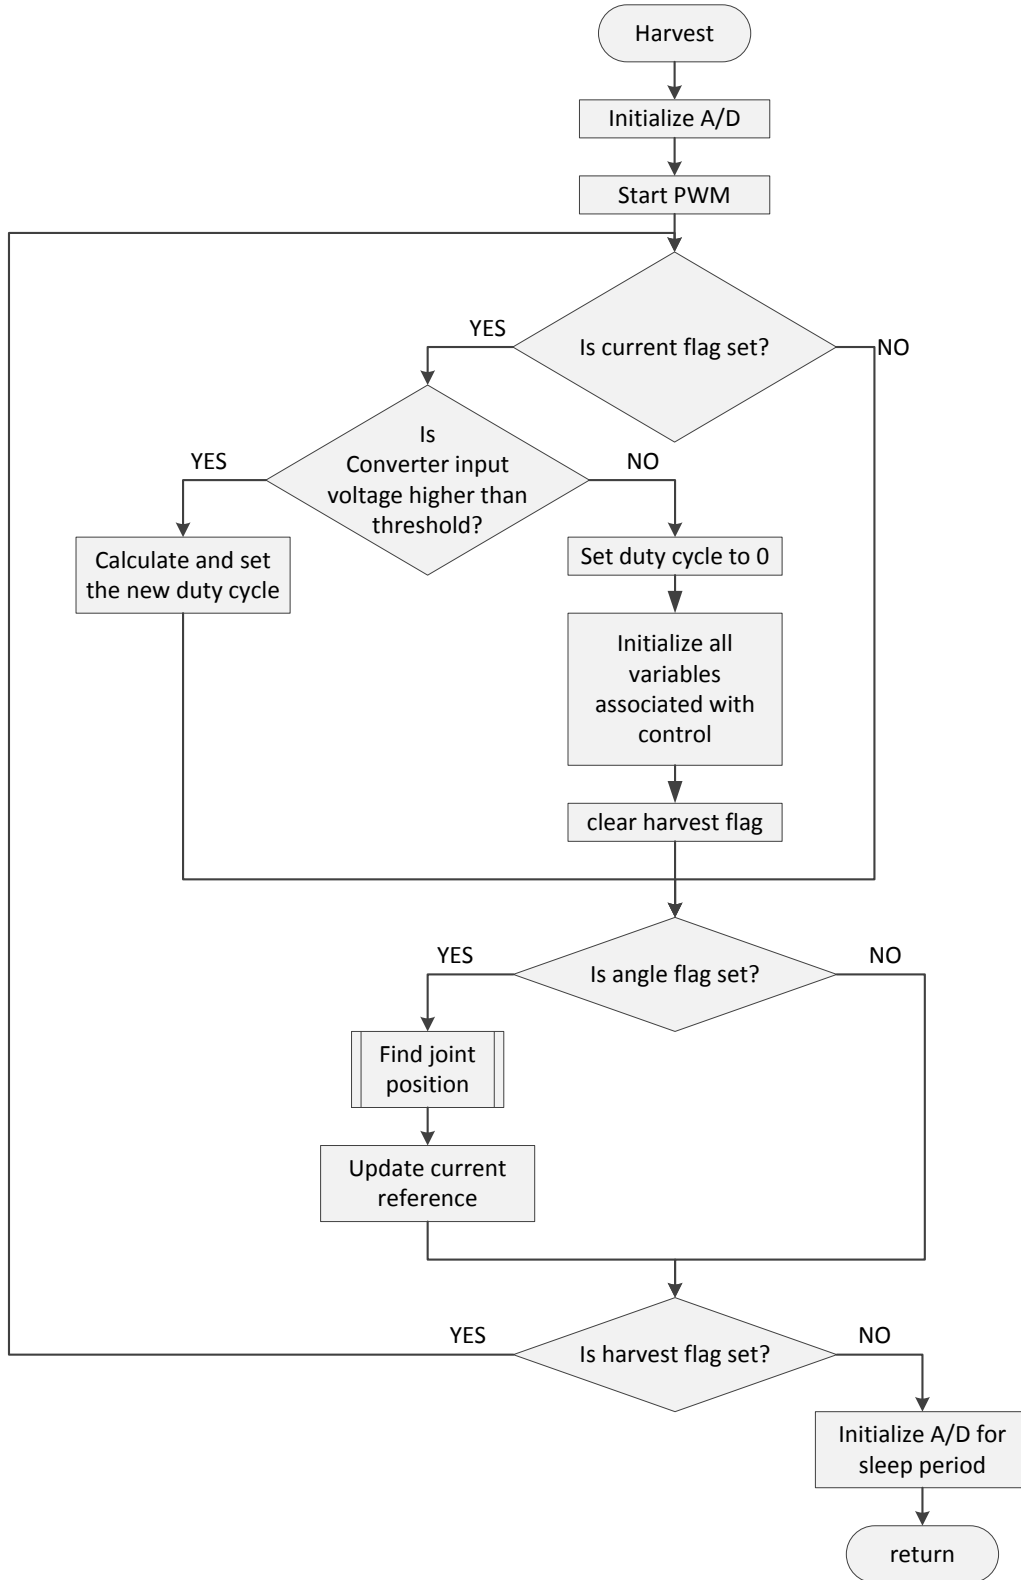 Harvest
Initialize A/D
Start PWM
Is current flag set?
YES
NO
Is
Converter input
voltage higher than
threshold?
YES
NO
Calculate and set
the new duty cycle
Set duty cycle to 0
Initialize all
variables
associated with
control
clear harvest flag
Is angle flag set?
YES
NO
Find joint
position
Update current
reference
Is harvest flag set?
YES
NO
Initialize A/D for
sleep period
return